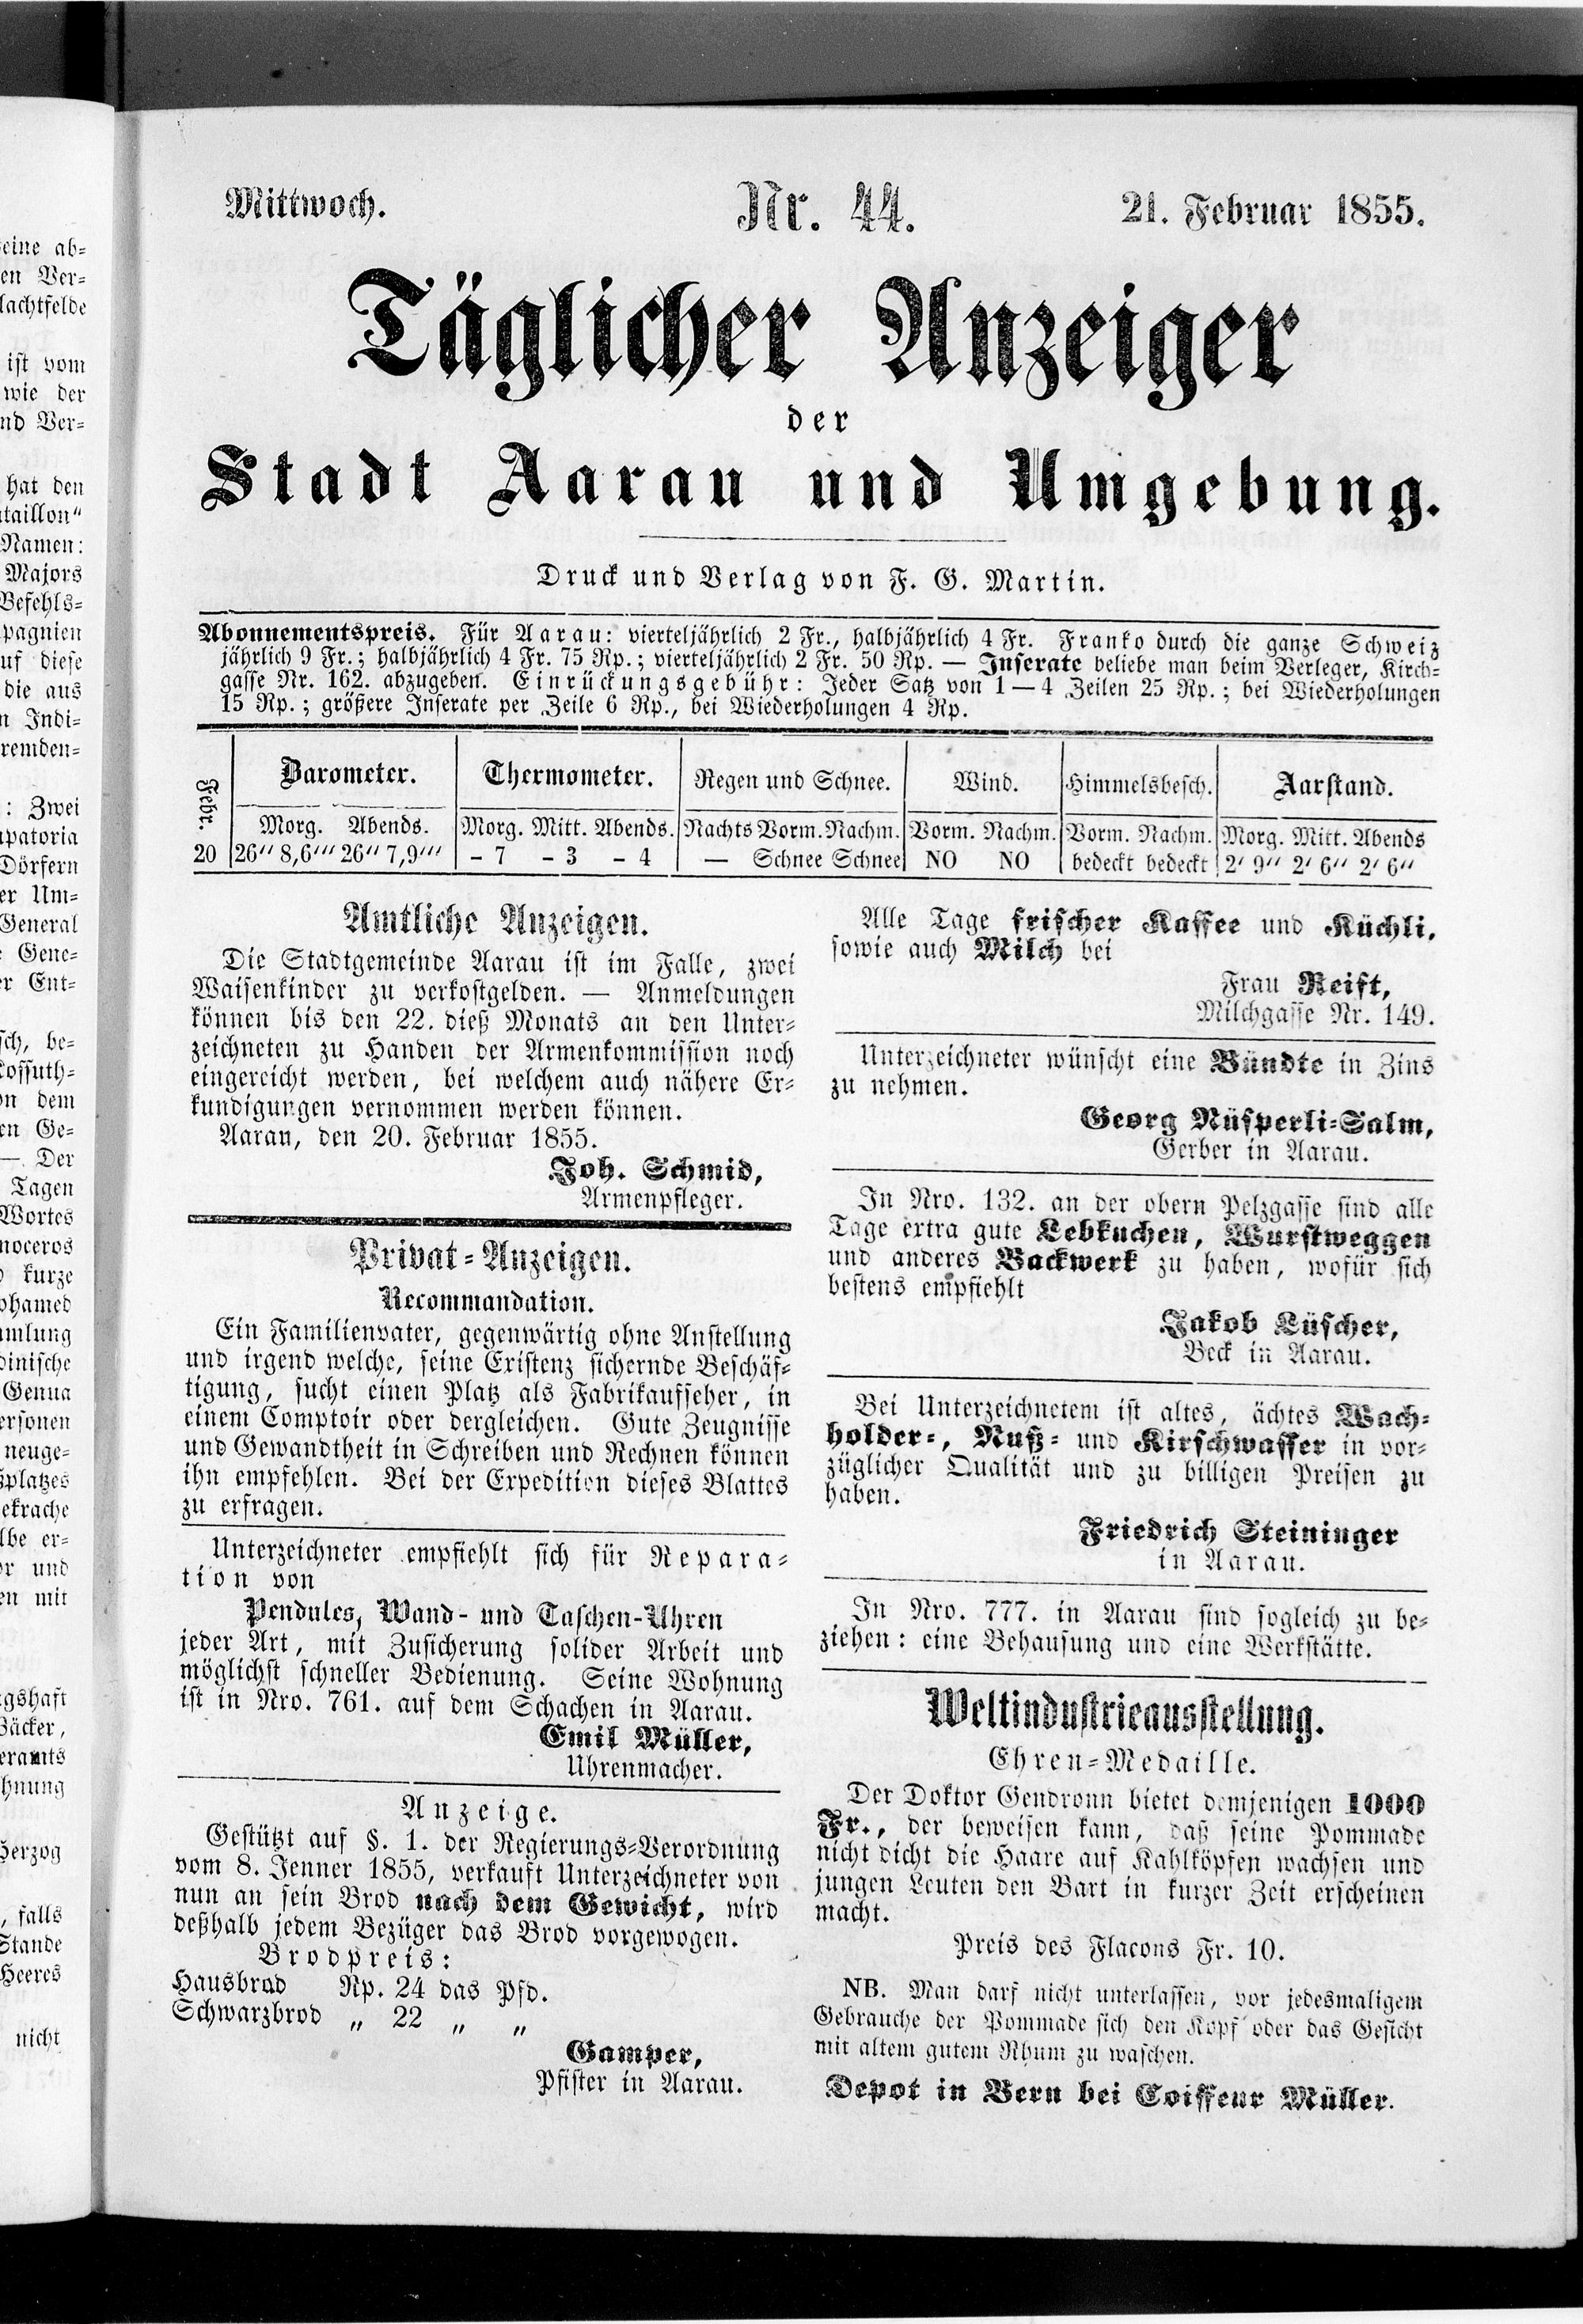 Mittwoch.
Nr. 44.
21. Februar 1855.
Täglicher Anzeiger
der
Stadt Aarau und Umgebung.
Druck und Verlag von F. G. Martin.
Abonnementspreis. Für Aarau: vierteljährlich 2 Fr., halbjährlich 4 Fr. Franko durch die ganze Schweiz
jährlich 9 Fr.; halbjährlich 4 Fr. 75 Rp.; vierteljährlich 2 Fr. 50 Rp. — Inserate beliebe man beim Verleger, Kirch-
gasse Nr. 162. abzugeben. Einrückungsgebühr: Jeder Satz von 1—4 Zeilen 25 Rp.; bei Wiederholungen
15 Rp.; größere Inserate per Zeile 6 Rp., bei Wiederholungen 4 Rp.
Febr. Barometer. Thermometer. Regen und Schnee. Wind. Himmelsbesch. Aarstand.
Morg. Abends. Morg. Mitt. Abends. Nachts Vorm. Nachm. Vorm. Nachm. Vorm. Nachm. Morg. Mitt. Abends
20 26'' 8,6''' 26'' 7,9''' - 7 - 3 - 4 — Schnee Schnee NO NO bedeckt bedeckt 2' 9'' 2' 6'' 2' 6''
Amtliche Anzeigen.
Die Stadtgemeinde Aarau ist im Falle, zwei
Waisenkinder zu verkostgelden. — Anmeldungen
können bis den 22. dieß Monats an den Unter-
zeichneten zu Handen der Armenkommission noch
eingereicht werden, bei welchem auch nähere Er-
kundigungen vernommen werden können.
Aarau, den 20. Februar 1855.
Joh. Schmid,
Armenpfleger.
Privat-Anzeigen.
Recommandation.
Ein Familienvater, gegenwärtig ohne Anstellung
und irgend welche, seine Existenz sichernde Beschäf-
tigung, sucht einen Platz als Fabrikaufseher, in
einem Comptoir oder dergleichen. Gute Zeugnisse
und Gewandtheit in Schreiben und Rechnen können
ihn empfehlen. Bei der Expedition dieses Blattes
zu erfragen.
Unterzeichneter empfiehlt sich für Repara-
tion von
Pendules, Wand- und Taschen-Uhren
jeder Art, mit Zusicherung solider Arbeit und
möglichst schneller Bedienung. Seine Wohnung
ist in Nro. 761. auf dem Schachen in Aarau.
Emil Müller,
Uhrenmacher.
Anzeige.
Gestützt auf §. 1. der Regierungs-Verordnung
vom 8. Jenner 1855, verkauft Unterzeichneter von
nun an sein Brod nach dem Gewicht, wird
deßhalb jedem Bezüger das Brod vorgewogen.
Brodpreis:
Hausbrod Rp. 24 das Pfd.
Schwarzbrod „ 22 „ „
Gamper,
Pfister in Aarau.
Alle Tage frischer Kaffee und Küchli,
sowie auch Milch bei
Frau Reift,
Milchgasse Nr. 149.
Unterzeichneter wünscht eine Bündte in Zins
zu nehmen.
Georg Nüsperli-Salm,
Gerber in Aarau.
In Nro. 132. an der obern Pelzgasse sind alle
Tage extra gute Lebkuchen, Wurstweggen
und anderes Backwerk zu haben, wofür sich
bestens empfiehlt
Jakob Lüscher,
Beck in Aarau.
Bei Unterzeichnetem ist altes, ächtes Wach-
holder-, Nuß- und Kirschwasser in vor-
züglicher Qualität und zu billigen Preisen zu
haben.
Friedrich Steininger
in Aarau.
In Nro. 777. in Aarau sind sogleich zu be-
ziehen: eine Behausung und eine Werkstätte.
Weltindustrieausstellung.
Ehren-Medaille.
Der Doktor Gendronn bietet demjenigen 1000
Fr., der beweisen kann, daß seine Pommade
nicht dicht die Haare auf Kahlköpfen wachsen und
jungen Leuten den Bart in kurzer Zeit erscheinen
macht.
Preis des Flacons Fr. 10.
NB. Man darf nicht unterlassen, vor jedesmaligem
Gebrauche der Pommade sich den Kopf oder das Gesicht
mit altem gutem Rhum zu waschen.
Depot in Bern bei Coiffeur Müller.